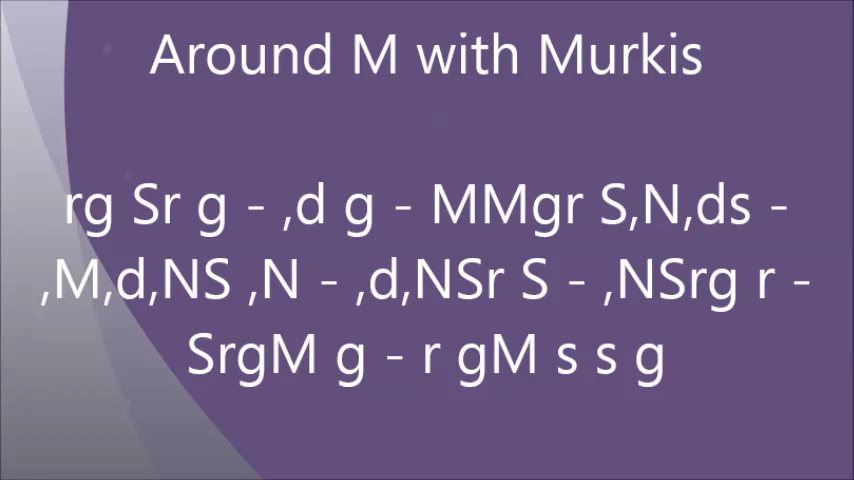 Around M with Murkis
rg Sr g - ,d g - MMgr S,N,ds -
,M,d,NS ,N - ,d,NSr S - ,NSrg r -
SrgM g - r gM s s g